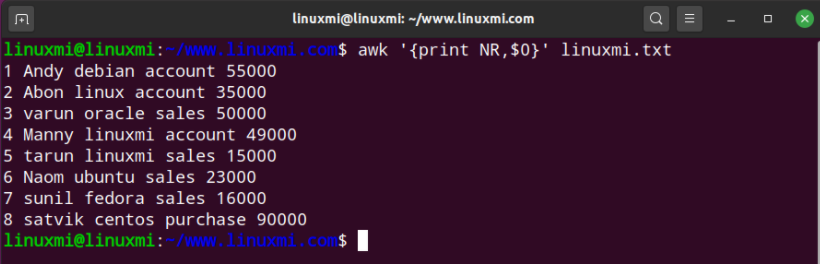 linuxmi@linuxmi: ~/www.linuxmi.com
linuxmi@linuxmi:~/www.linuxmi.com$ awk '{print NR,$0}' linuxmi.txt
1 Andy debian account 55000
2 Abon linux account 35000
3 varun oracle sales 50000
4 Manny linuxmi account 49000
5 tarun linuxmi sales 15000
6 Naom ubuntu sales 23000
7 sunil fedora sales 16000
8 satvik centos purchase 90000
linuxmi@linuxmi:~/www.linuxmi.com$